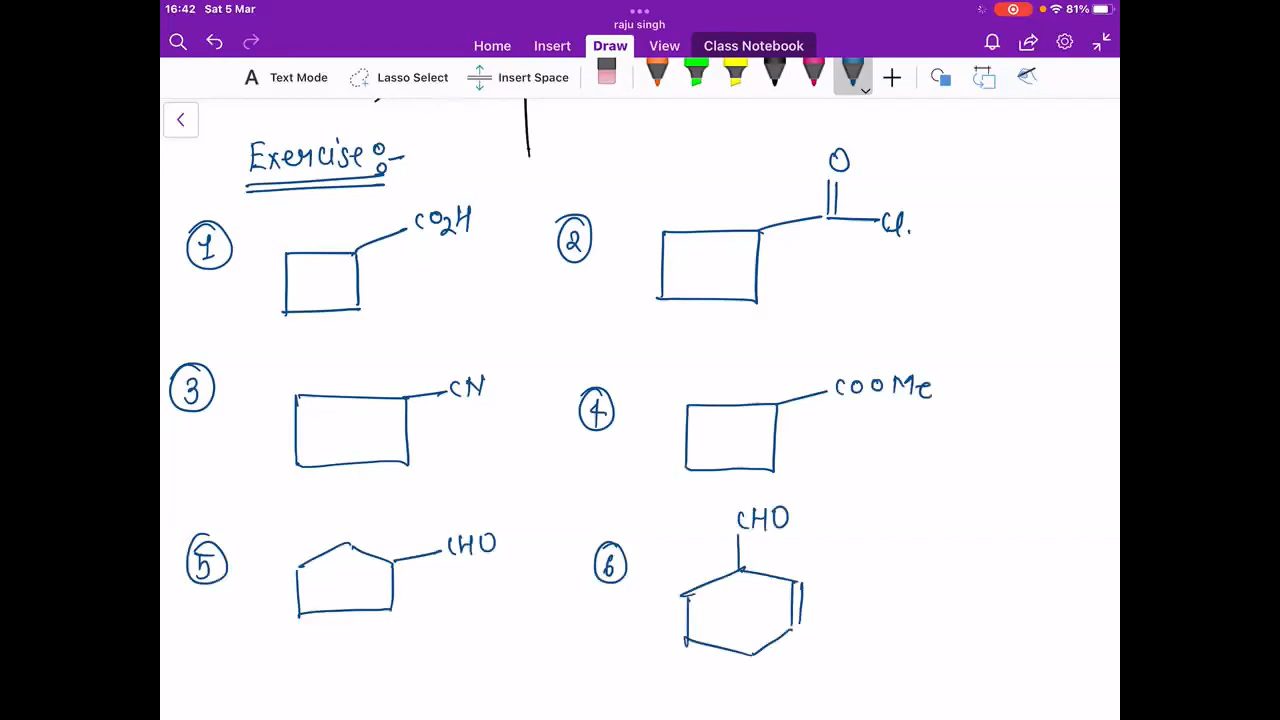 16:42 Sat 5 Mar
81%
raju singh
Home Insert Draw View Class Notebook
A Text Mode Lasso Select Insert Space
Exercise :-
1 CO2H
2 O
Cl.
3 CN
4 COOMe
5 CHO
6 CHO